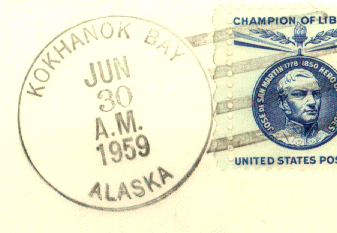 KOKHANOK BAY
JUN
30
A.M.
1959
ALASKA
CHAMPION OF LIB
JOSE DE SAN MARTIN 1778-1850 HERO
UNITED STATES POS